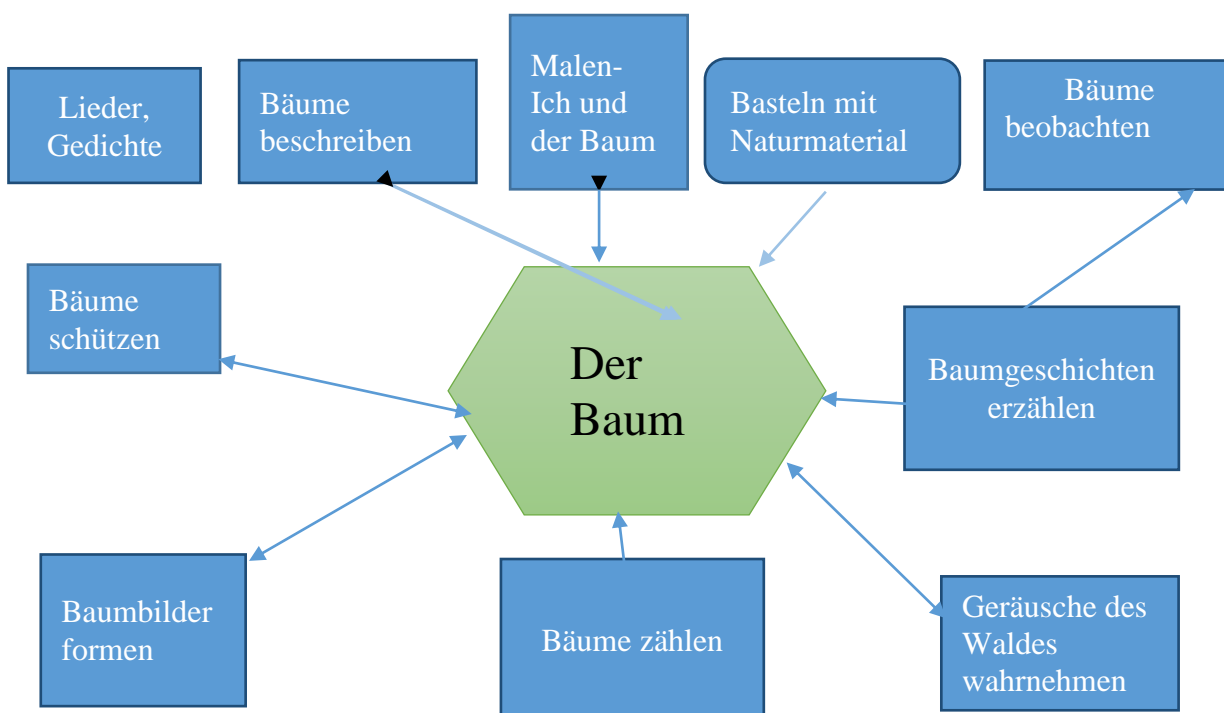 Lieder,
Gedichte
Bäume
beschreiben
Malen-
Ich und
der Baum
Basteln mit
Naturmaterial
Bäume
beobachten
Bäume
schützen
Der
Baum
Baumgeschichten
erzählen
Baumbilder
formen
Bäume zählen
Geräusche des
Waldes
wahrnehmen